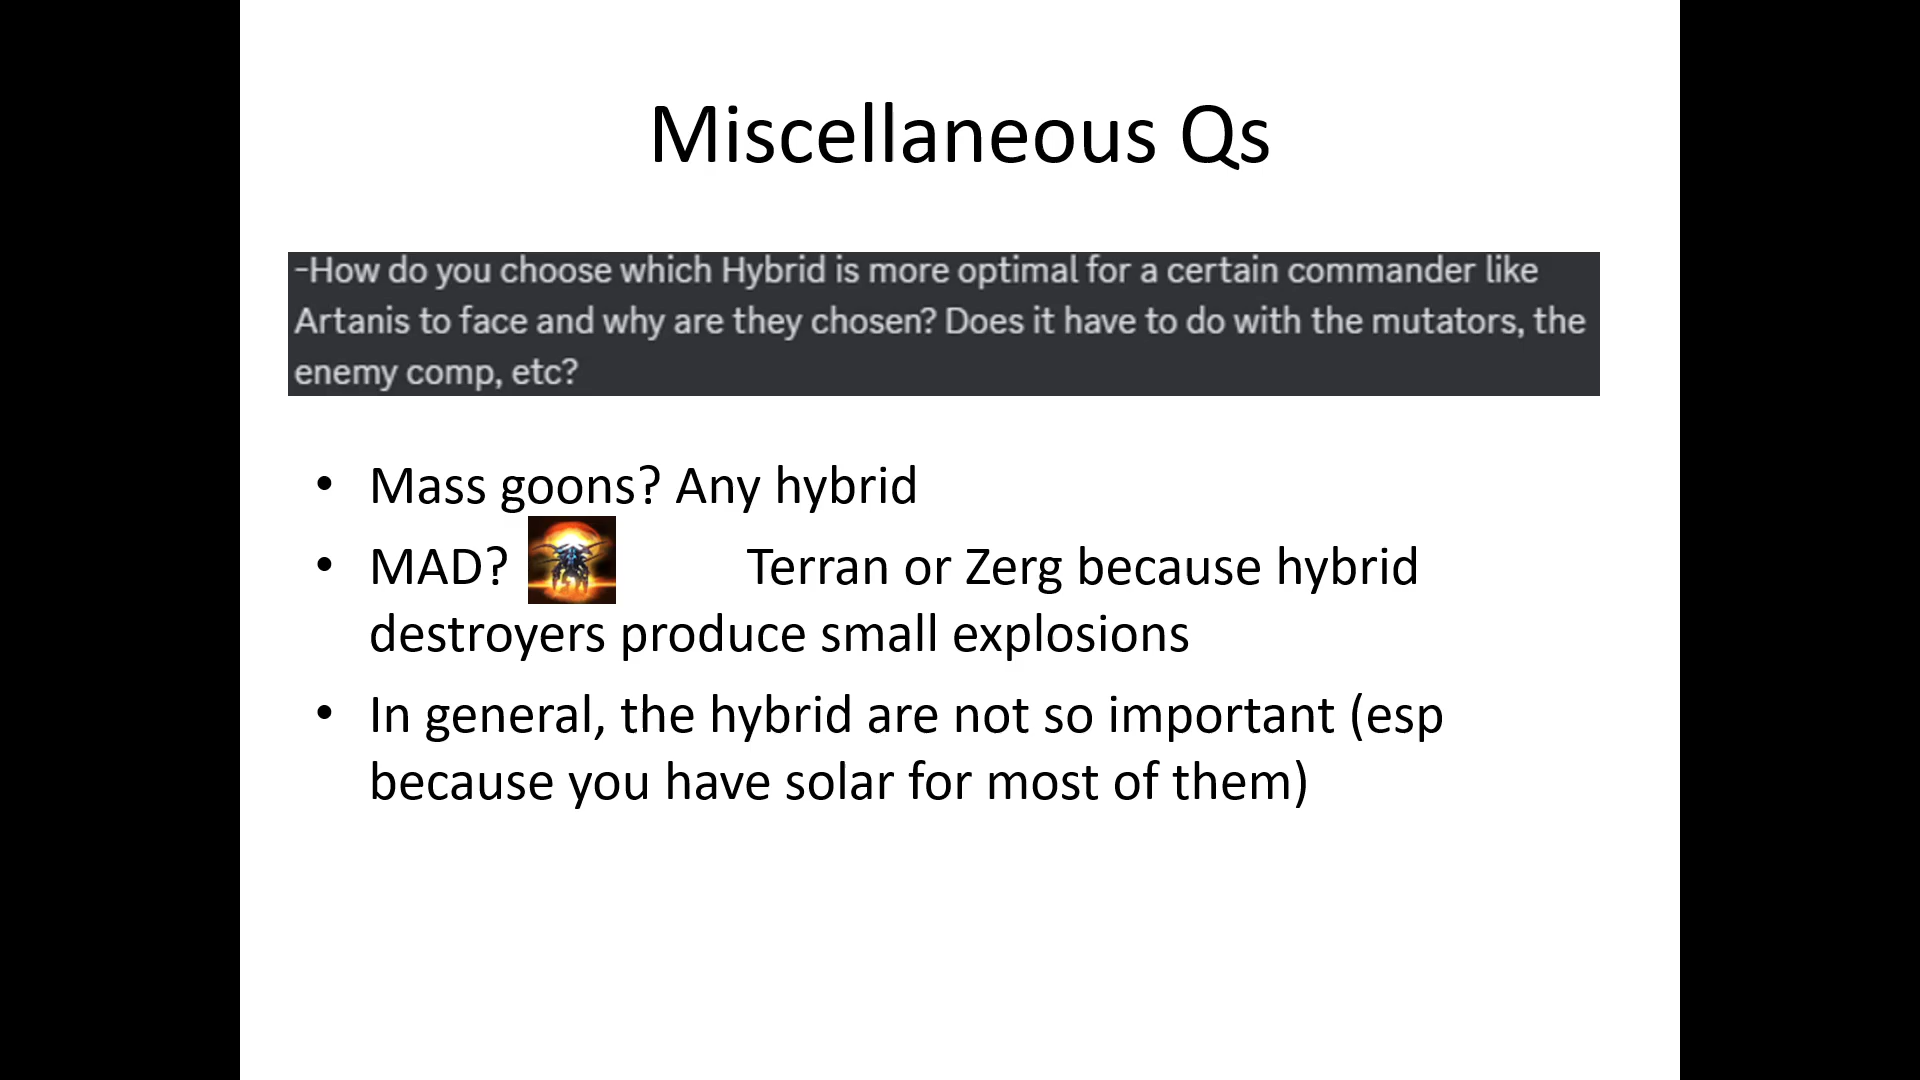 Miscellaneous Qs
-How do you choose which Hybrid is more optimal for a certain commander like
Artanis to face and why are they chosen? Does it have to do with the mutators, the
enemy comp, etc?
• Mass goons? Any hybrid
• MAD? Terran or Zerg because hybrid
destroyers produce small explosions
• In general, the hybrid are not so important (esp
because you have solar for most of them)